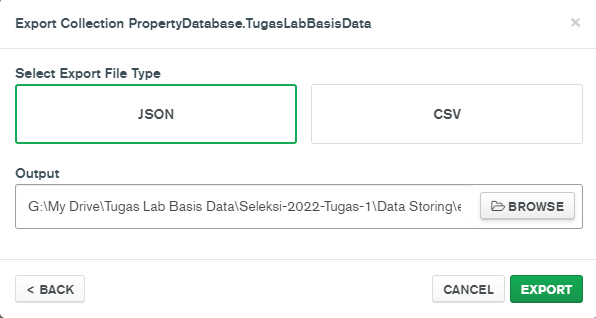 Export Collection PropertyDatabase.TugasLabBasisData
×
Select Export File Type
JSON
CSV
Output
G:\My Drive\Tugas Lab Basis Data\Seleksi-2022-Tugas-1\Data Storing\e
BROWSE
< BACK
CANCEL
EXPORT